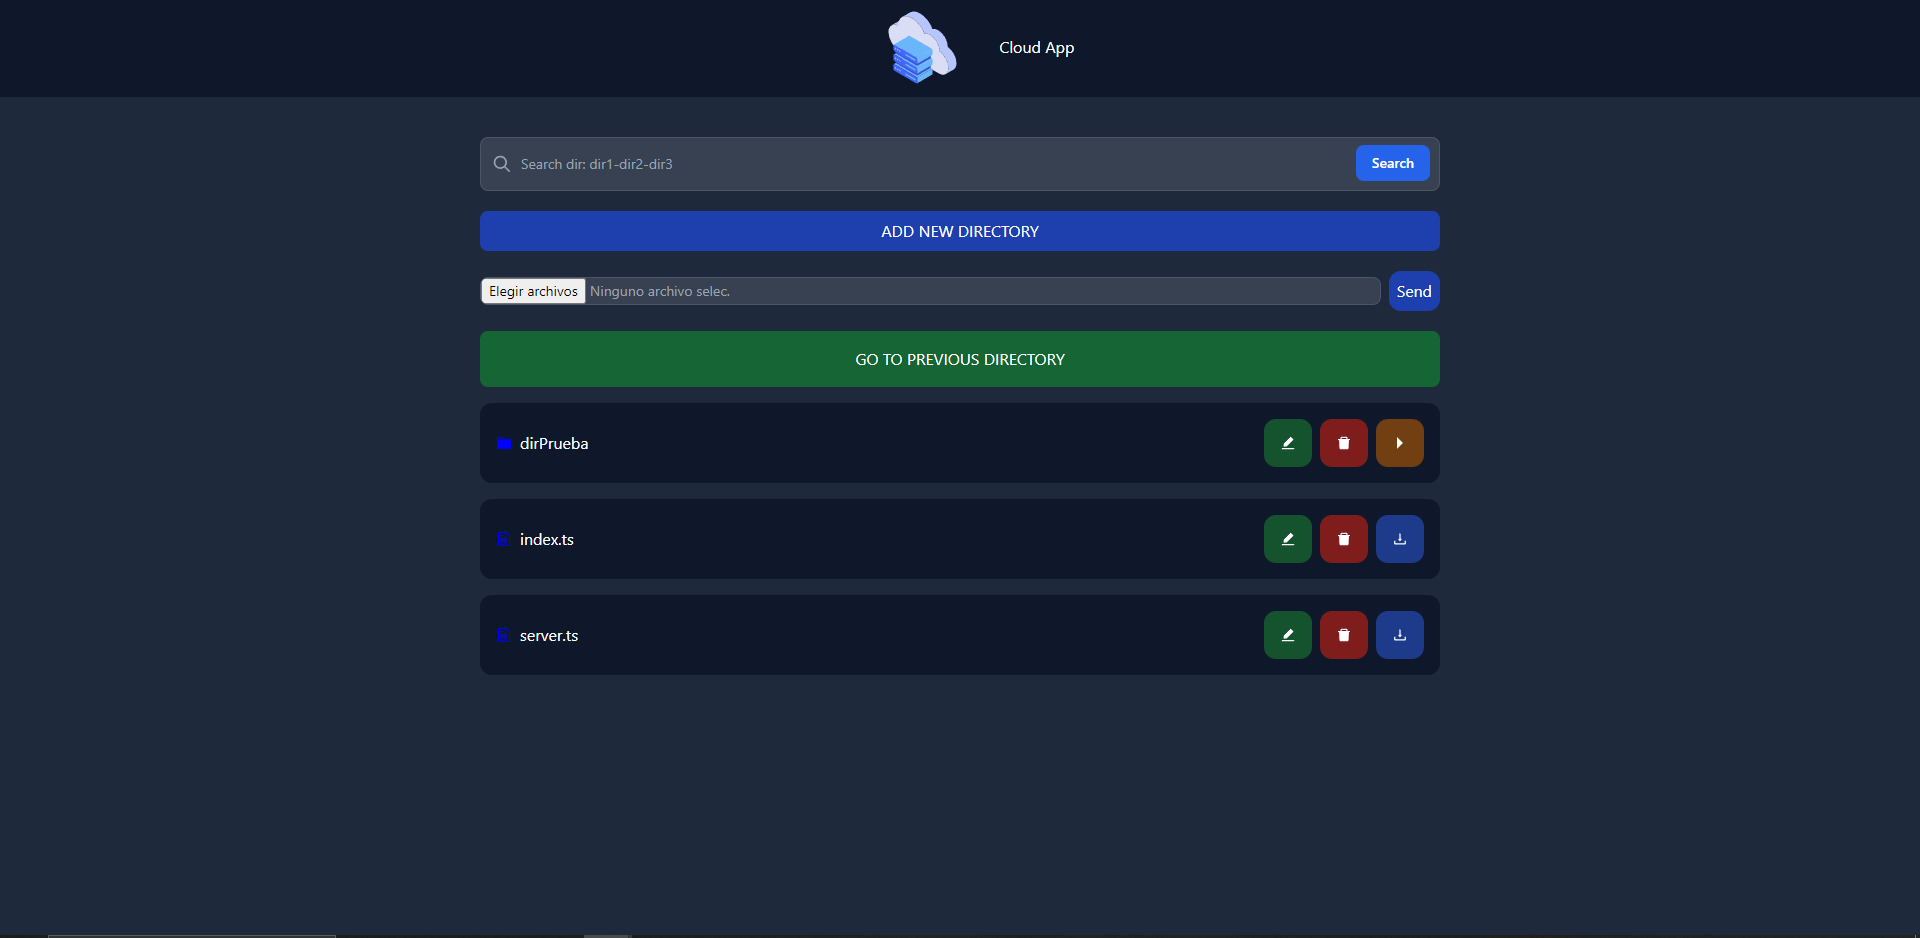 Cloud App
Search dir: dir1-dir2-dir3
Search
ADD NEW DIRECTORY
Elegir archivos Ninguno archivo selec.
Send
GO TO PREVIOUS DIRECTORY
dirPrueba
index.ts
server.ts